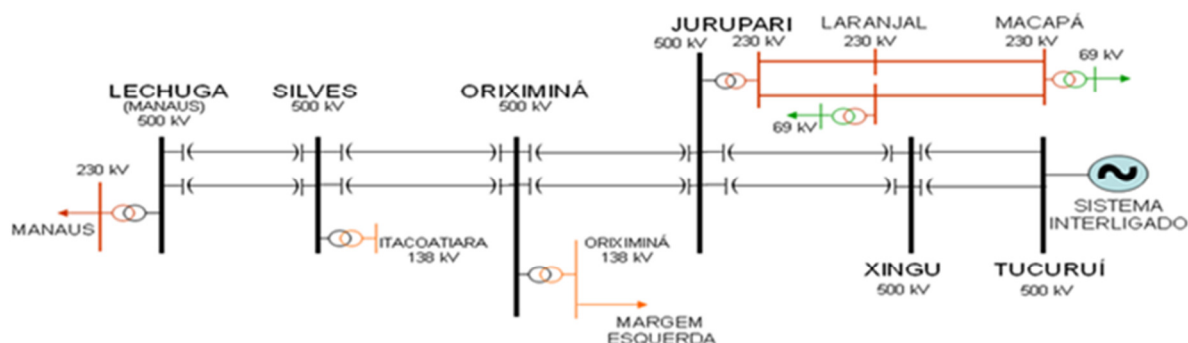 JURUPARI
500 kV
230 kV
LARANJAL
230 kV
MACAPÁ
230 kV
69 kV
69 kV
LECHUGA
(MANAUS)
500 kV
SILVES
500 kV
ORIXIMINÁ
500 kV
230 kV
MANAUS
ITACOATIARA
138 kV
ORIXIMINÁ
138 kV
MARGEM
ESQUERDA
SISTEMA
INTERLIGADO
XINGU
500 kV
TUCURUÍ
500 kV